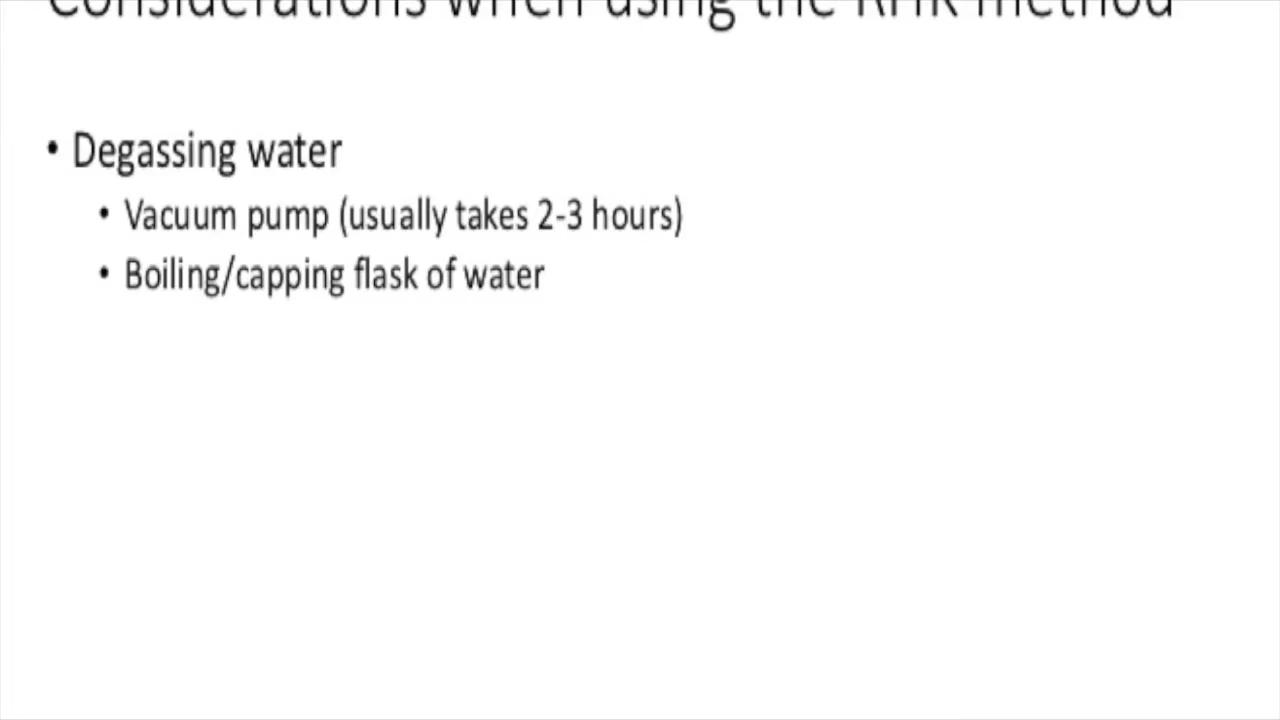 Considerations when using the method
• Degassing water
• Vacuum pump (usually takes 2-3 hours)
• Boiling/capping flask of water